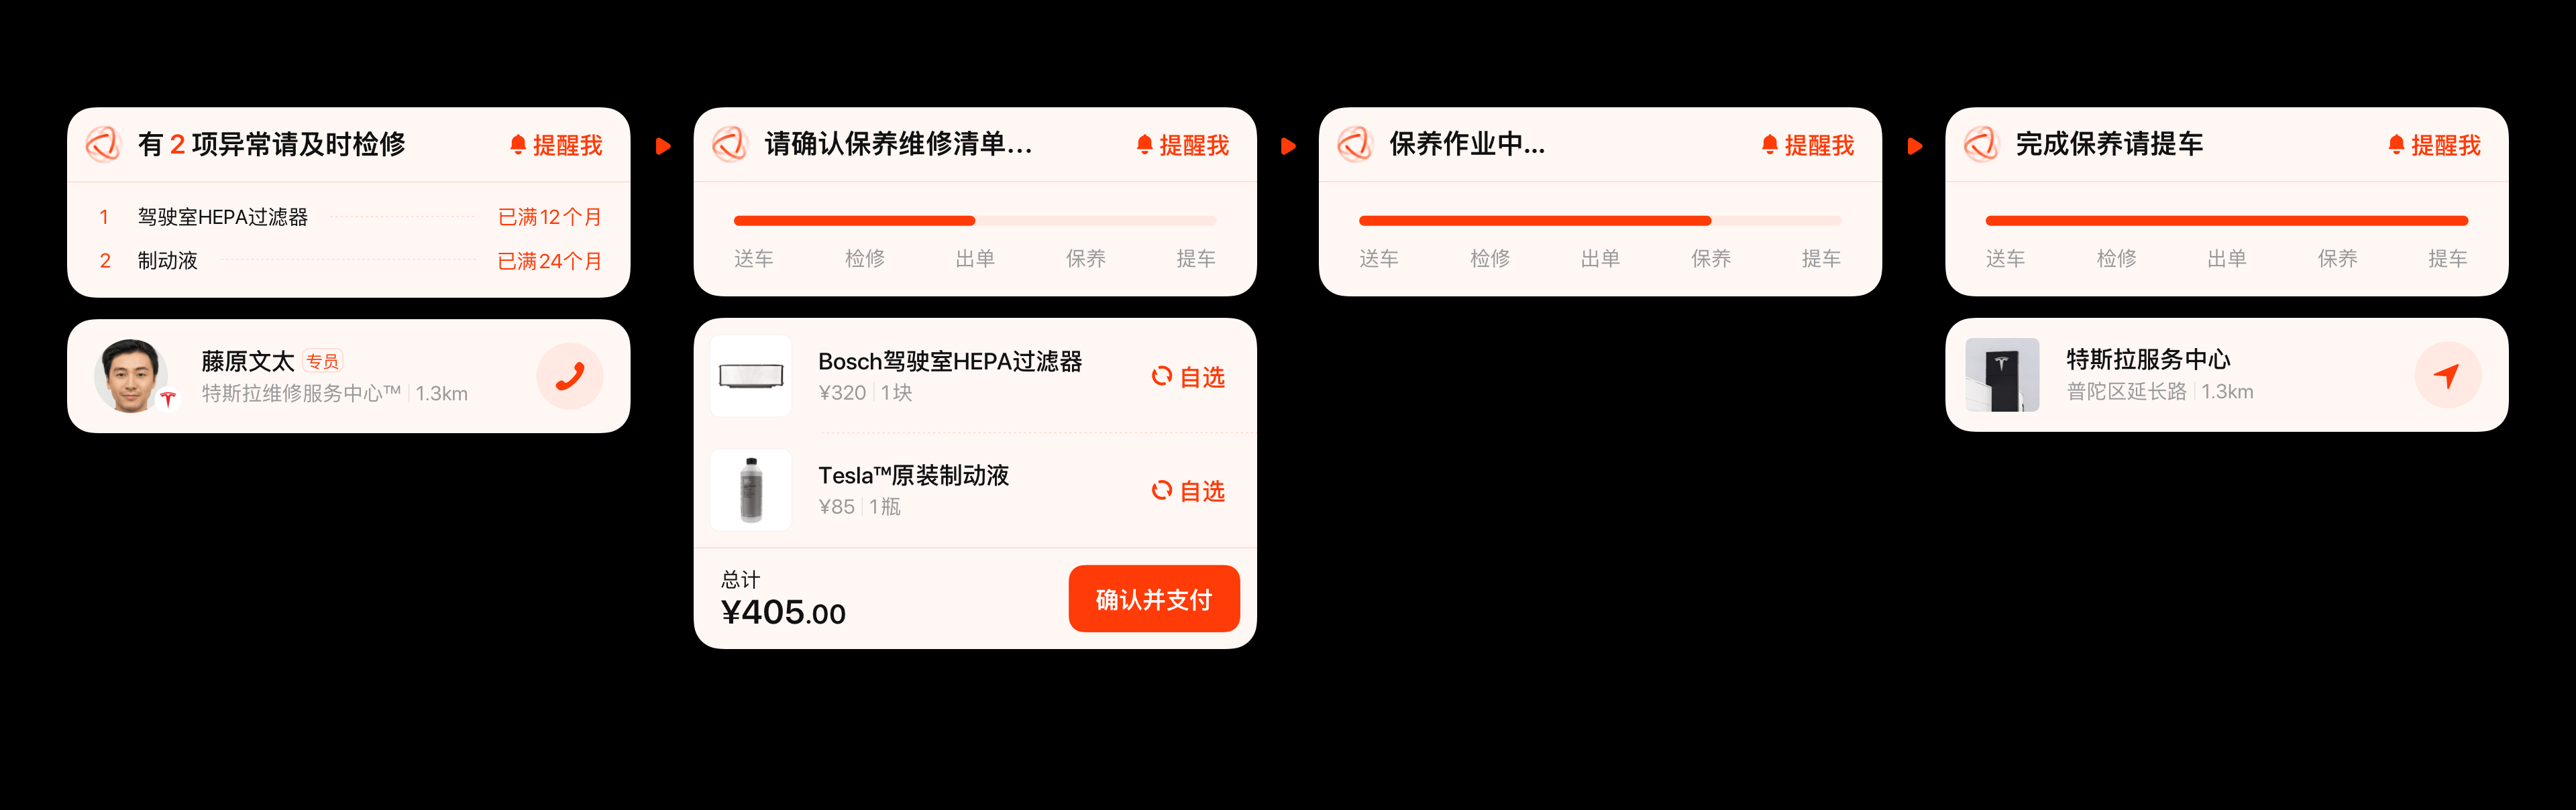 有 2 项异常请及时检修
提醒我
1 驾驶室HEPA过滤器 已满12个月
2 制动液 已满24个月
藤原文太 专员
特斯拉维修服务中心™ 1.3km
请确认保养维修清单...
提醒我
送车 检修 出单 保养 提车
Bosch驾驶室HEPA过滤器
¥320 1块
自选
Tesla™原装制动液
¥85 1瓶
自选
总计
¥405.00
确认并支付
保养作业中...
提醒我
送车 检修 出单 保养 提车
完成保养请提车
提醒我
送车 检修 出单 保养 提车
特斯拉服务中心
普陀区延长路 1.3km